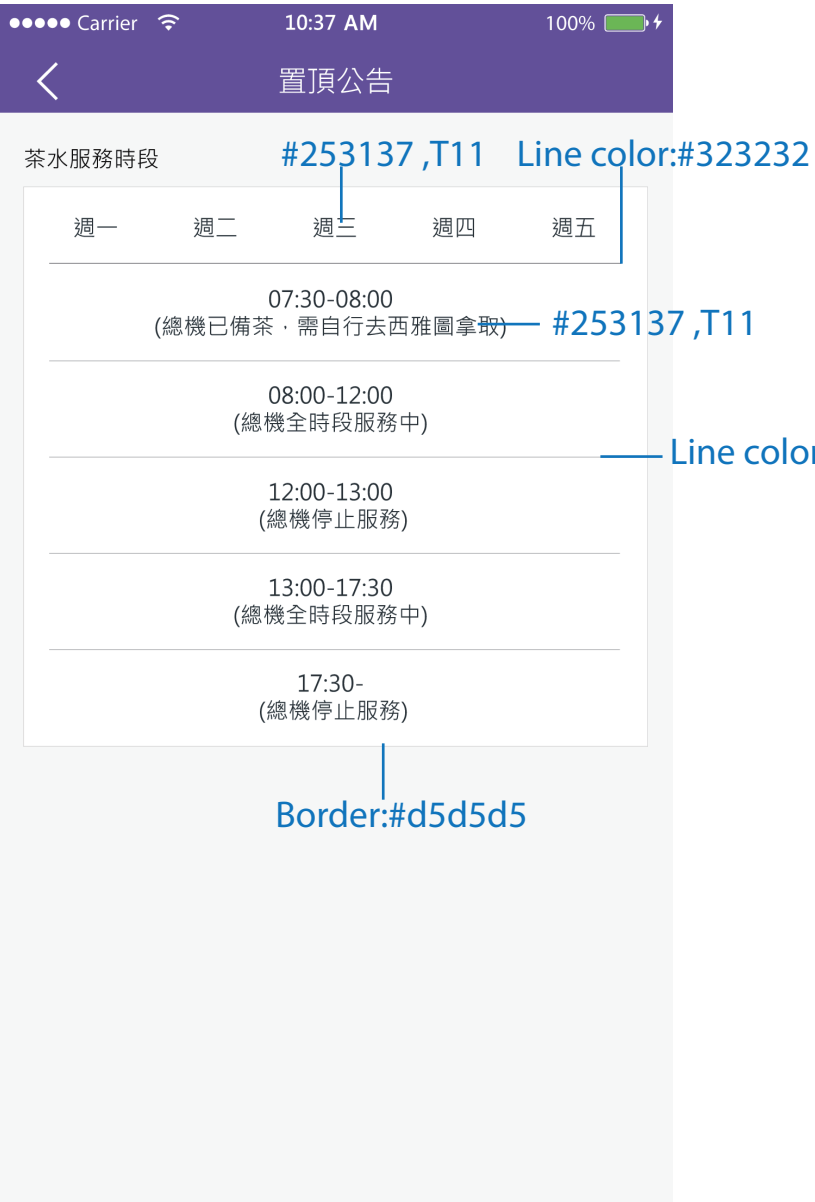 Carrier 10:37 AM 100%
置頂公告
茶水服務時段 #253137 ,T11 Line color:#323232
週一 週二 週三 週四 週五
07:30-08:00
(總機已備茶，需自行去西雅圖拿取) #253137 ,T11
08:00-12:00
(總機全時段服務中)
Line color
12:00-13:00
(總機停止服務)
13:00-17:30
(總機全時段服務中)
17:30-
(總機停止服務)
Border:#d5d5d5